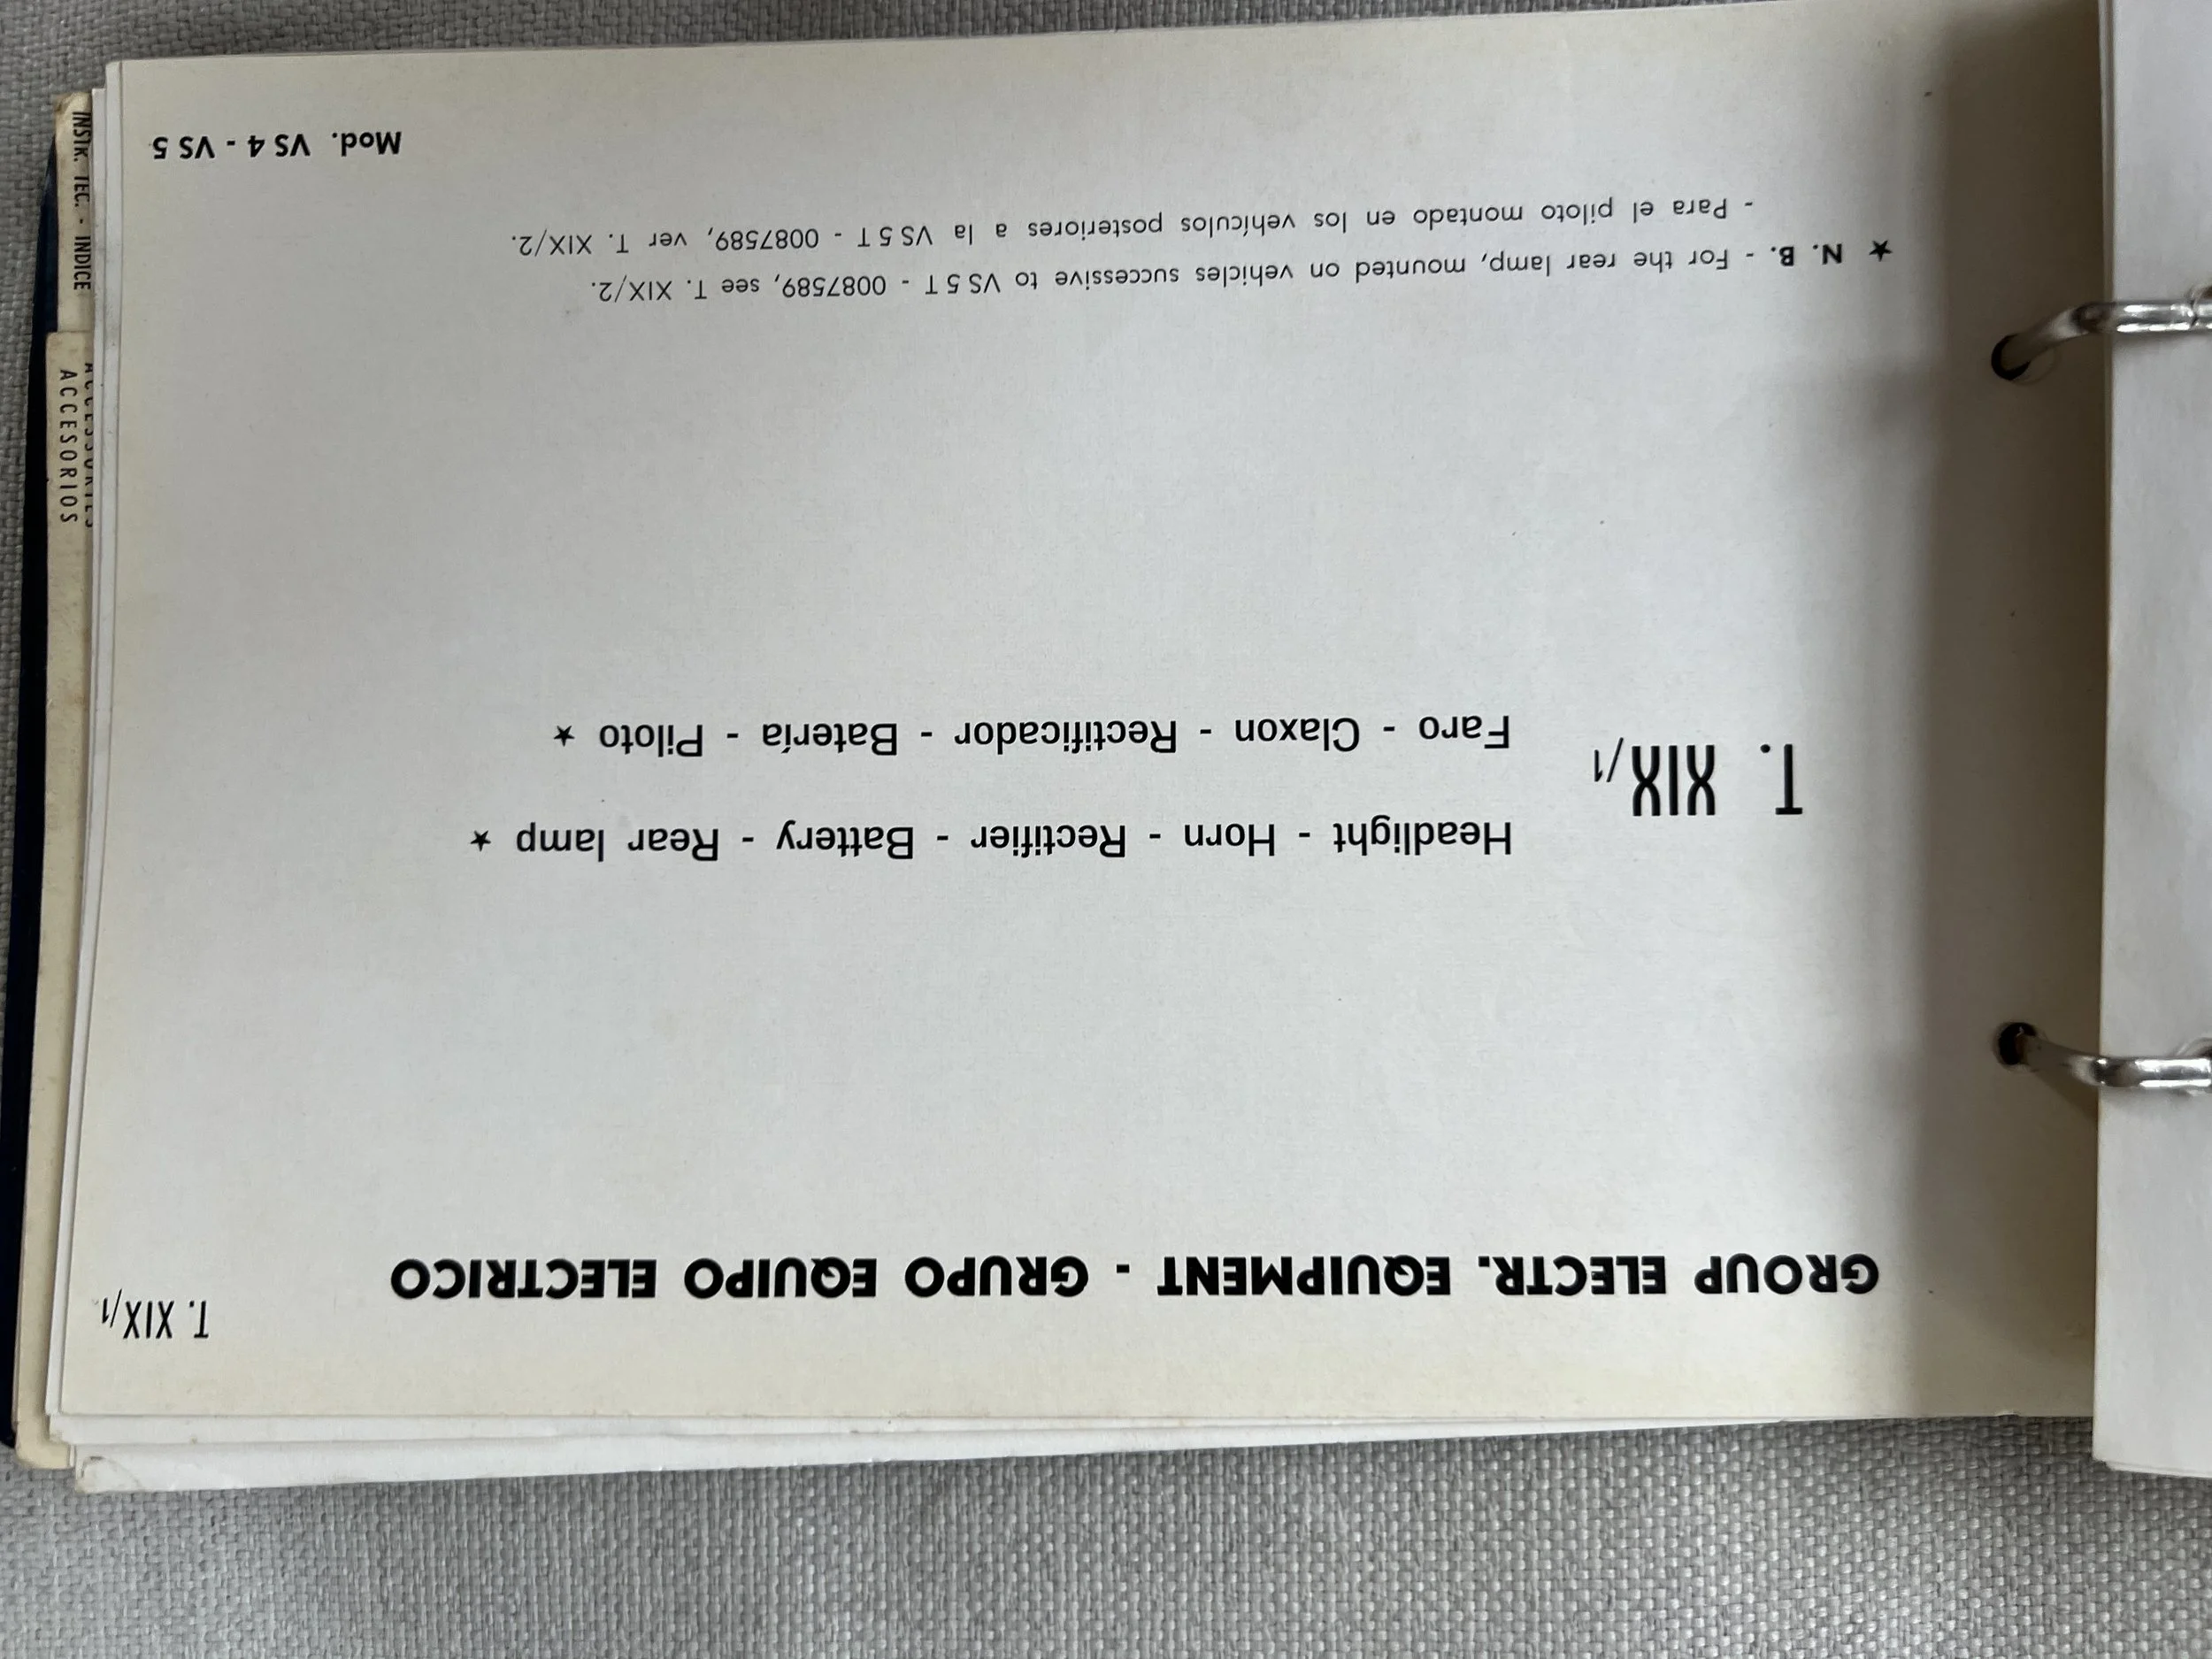 T. XIX/1
GROUP ELECTR. EQUIPMENT - GRUPO EQUIPO ELECTRICO
T. XIX/1
Headlight - Horn - Rectifier - Battery - Rear lamp ★
Faro - Claxon - Rectificador - Batería - Piloto ★
★ N. B. - For the rear lamp, mounted on vehicles successive to VS 5 T - 0087589, see T. XIX/2.
- Para el piloto montado en los vehículos posteriores a la VS 5 T - 0087589, ver T. XIX/2.
Mod. VS 4 - VS 5
INSTR. TEC. - INDICE
ACCESSORIES
ACCESORIOS